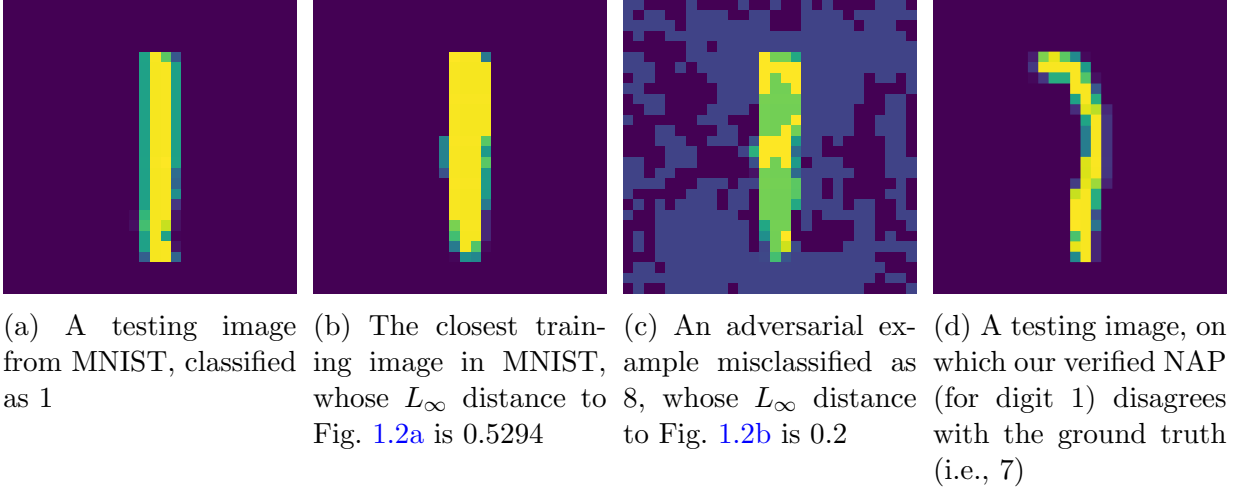 (a) A testing image
from MNIST, classified
as 1
(b) The closest train-
ing image in MNIST,
whose L∞ distance to
Fig. 1.2a is 0.5294
(c) An adversarial ex-
ample misclassified as
8, whose L∞ distance
to Fig. 1.2b is 0.2
(d) A testing image, on
which our verified NAP
(for digit 1) disagrees
with the ground truth
(i.e., 7)